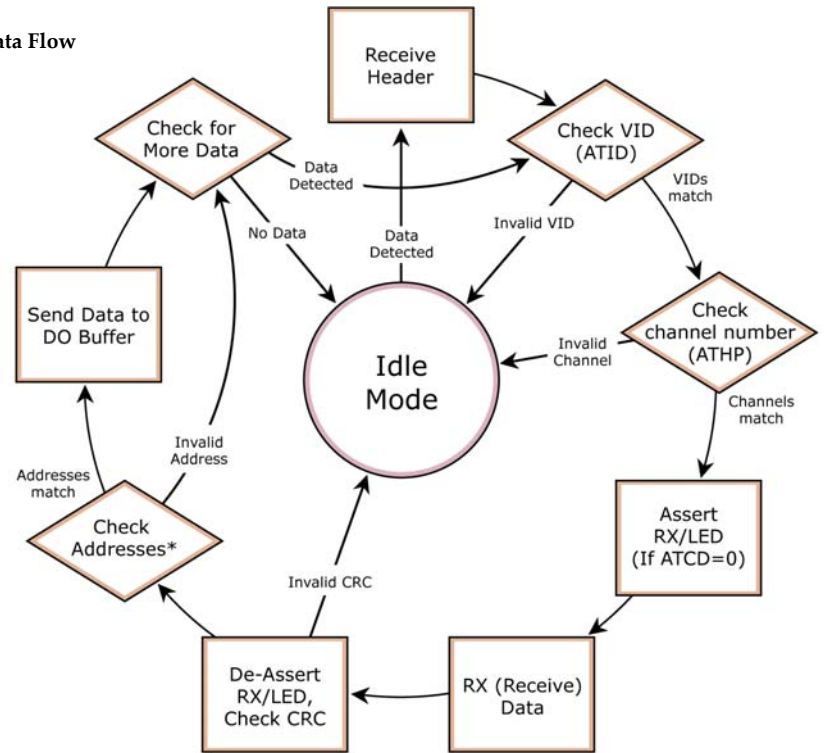 ata Flow
Receive
Header
Check for
More Data
Check VID
(ATID)
Data
Detected
VIDs
match
No Data
Data
Detected
Invalid VID
Send Data to
DO Buffer
Check
channel number
(ATHP)
Invalid
Channel
Idle
Mode
Channels
match
Invalid
Address
Addresses
match
Check
Addresses*
Assert
RX/LED
(If ATCD=0)
Invalid CRC
De-Assert
RX/LED,
Check CRC
RX (Receive)
Data